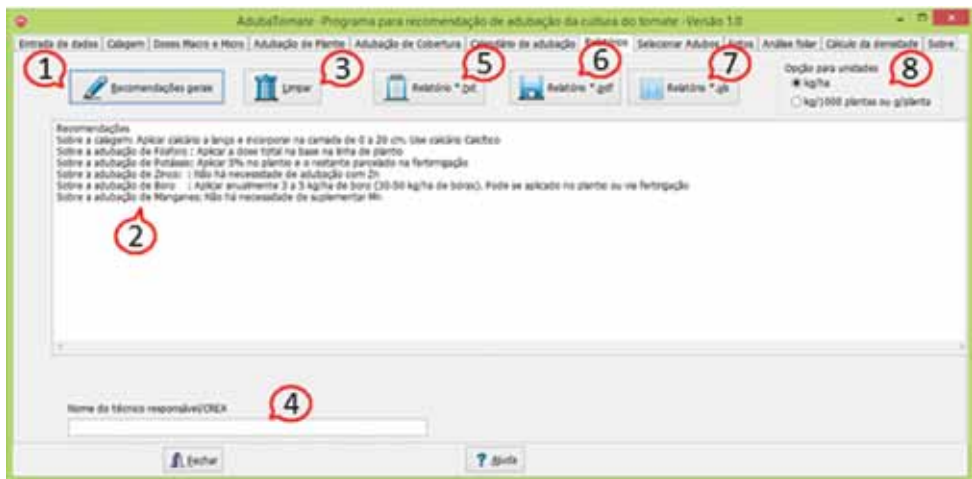 AdubaTomate -Programa para recomendação de adubação da cultura do tomate -Versão 1.0
Entrada de dados Calagem Doses Macro e Micro Adubação de Plantio Adubação de Cobertura Calendário de adubação Relatórios Selecionar Adubos Fotos Análise foliar Cálculo da densidade Sobre
1 3 5 6 7 8
Recomendações gerais Limpar Relatório *.txt Relatório *.pdf Relatório *.xls
Opção para unidades
kg/ha
kg/1000 plantas ou g/planta
Recomendações
Sobre a calagem: Aplicar calcário a lanço e incorporar na camada de 0 a 20 cm. Use calcário Calcítico
Sobre a adubação de Fósforo : Aplicar a dose total na base na linha de plantio
Sobre a adubação de Potássio: Aplicar 5% no plantio e o restante parcelado na fertirrigação
Sobre a adubação de Zinco: : Não há necessidade de adubação com Zn
Sobre a adubação de Boro : Aplicar anualmente 3 a 5 kg/ha de boro (30-50 kg/ha de bórax). Pode se aplicado no plantio ou via fertirigação
Sobre a adubação de Manganes: Não há necessidade de suplementar Mn
2
Nome do técnico responsável/CREA
4
Fechar ? Ajuda